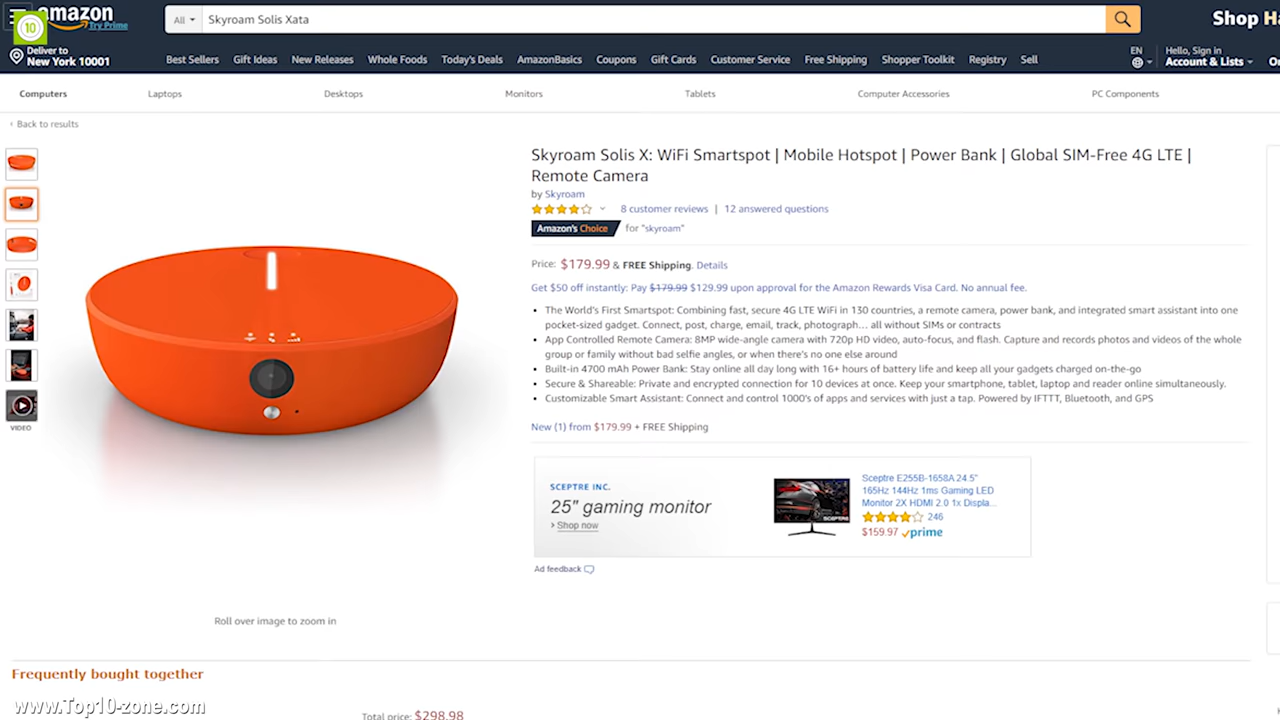 amazon
Try Prime
10
All
Skyroam Solis Xata
Shop Ha
Deliver to
New York 10001
Best Sellers
Gift Ideas
New Releases
Whole Foods
Today's Deals
AmazonBasics
Coupons
Gift Cards
Customer Service
Free Shipping
Shopper Toolkit
Registry
Sell
EN
Hello, Sign in
Account & Lists
Computers
Laptops
Desktops
Monitors
Tablets
Computer Accessories
PC Components
‹ Back to results
Skyroam Solis X: WiFi Smartspot | Mobile Hotspot | Power Bank | Global SIM-Free 4G LTE |
Remote Camera
by Skyroam
8 customer reviews | 12 answered questions
Amazon's Choice for "skyroam"
Price: $179.99 & FREE Shipping. Details
Get $50 off instantly: Pay $179.99 $129.99 upon approval for the Amazon Rewards Visa Card. No annual fee.
• The World's First Smartspot: Combining fast, secure 4G LTE WiFi in 130 countries, a remote camera, power bank, and integrated smart assistant into one
pocket-sized gadget. Connect, post, charge, email, track, photograph… all without SIMs or contracts
• App Controlled Remote Camera: 8MP wide-angle camera with 720p HD video, auto-focus, and flash. Capture and records photos and videos of the whole
group or family without bad selfie angles, or when there's no one else around
• Built-in 4700 mAh Power Bank: Stay online all day long with 16+ hours of battery life and keep all your gadgets charged on-the-go
• Secure & Shareable: Private and encrypted connection for 10 devices at once. Keep your smartphone, tablet, laptop and reader online simultaneously.
• Customizable Smart Assistant: Connect and control 1000's of apps and services with just a tap. Powered by IFTTT, Bluetooth, and GPS
VIDEO
New (1) from $179.99 + FREE Shipping
SCEPTRE INC.
25" gaming monitor
› Shop now
SCEPTRE
Sceptre E255B-1658A 24.5"
165Hz 144Hz 1ms Gaming LED
Monitor 2X HDMI 2.0 1x Displa...
246
$159.97 prime
Ad feedback
Roll over image to zoom in
Frequently bought together
www.Top10-zone.com
Total price: $298.98